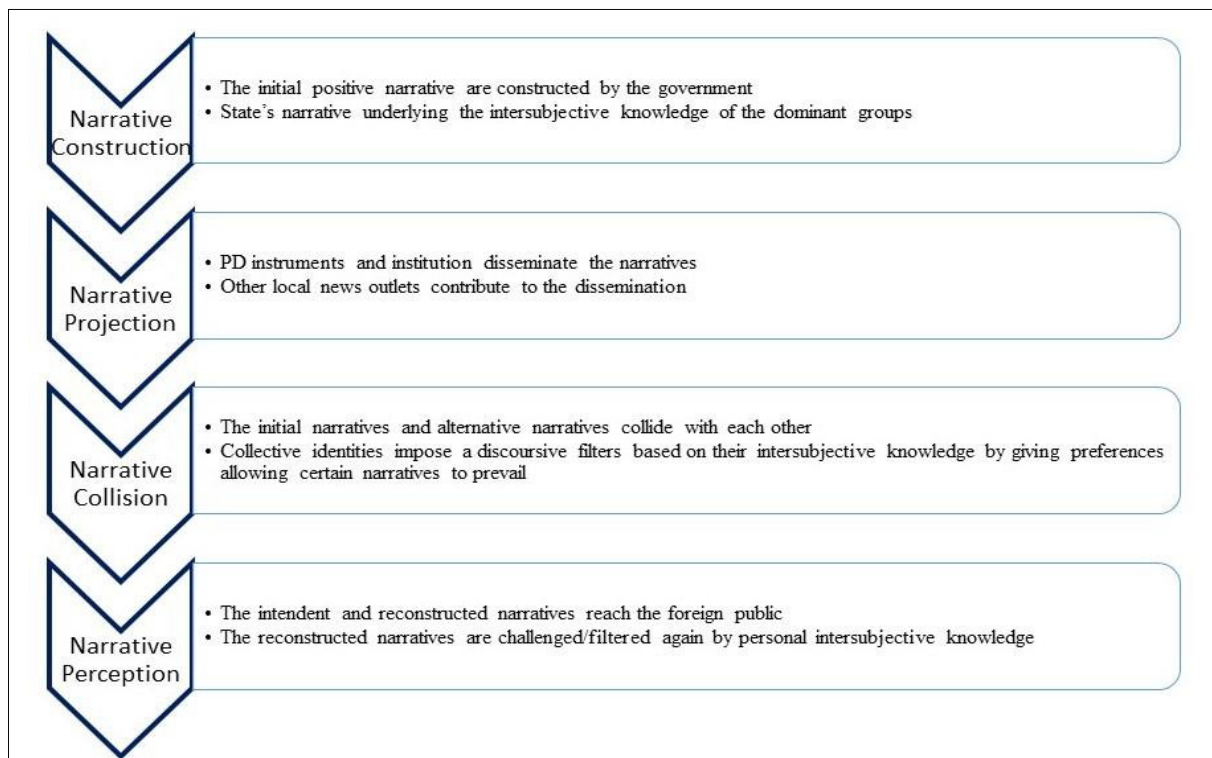 Narrative
Construction
• The initial positive narrative are constructed by the government
• State's narrative underlying the intersubjective knowledge of the dominant groups
Narrative
Projection
• PD instruments and institution disseminate the narratives
• Other local news outlets contribute to the dissemination
Narrative
Collision
• The initial narratives and alternative narratives collide with each other
• Collective identities impose a discoursive filters based on their intersubjective knowledge by giving preferences
allowing certain narratives to prevail
Narrative
Perception
• The intendent and reconstructed narratives reach the foreign public
• The reconstructed narratives are challenged/filtered again by personal intersubjective knowledge